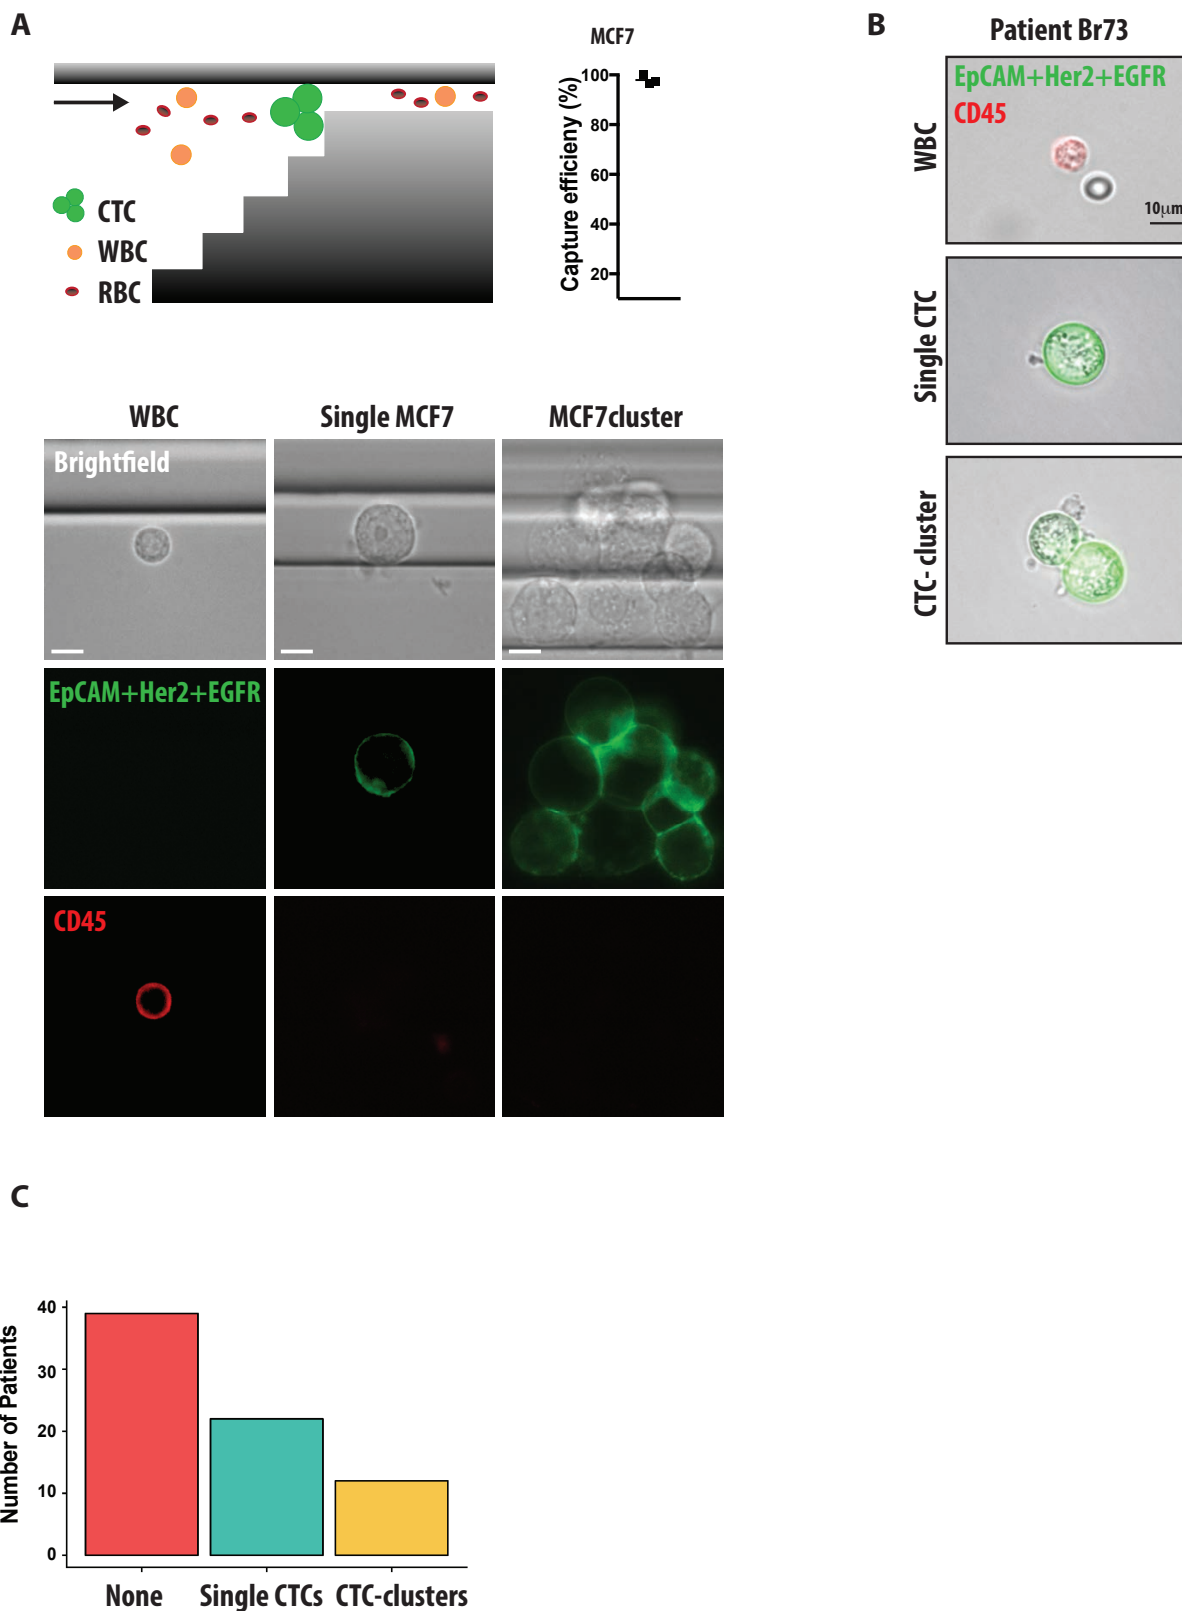 A
CTC
WBC
RBC
MCF7
Capture efficieny (%)
100
80
60
40
20
WBC
Single MCF7
MCF7cluster
Brightfield
EpCAM+Her2+EGFR
CD45
B
Patient Br73
WBC
EpCAM+Her2+EGFR
CD45
10μm
Single CTC
CTC- cluster
C
Number of Patients
40
30
20
10
0
None
Single CTCs
CTC-clusters